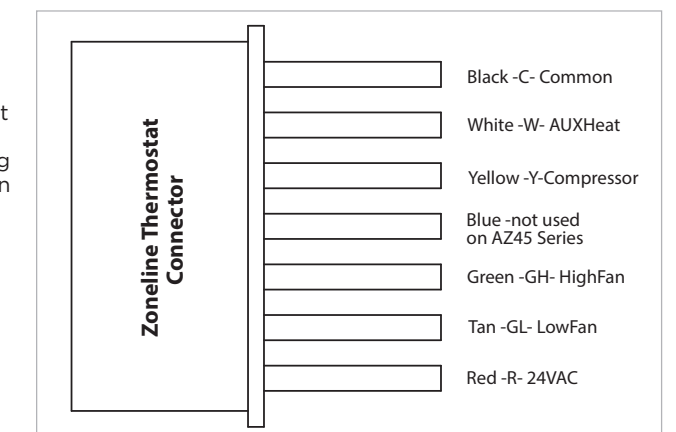 t
g
n
Zoneline Thermostat
Connector
Black -C- Common
White -W- AUXHeat
Yellow -Y-Compressor
Blue -not used
on AZ45 Series
Green -GH- HighFan
Tan -GL- LowFan
Red -R- 24VAC